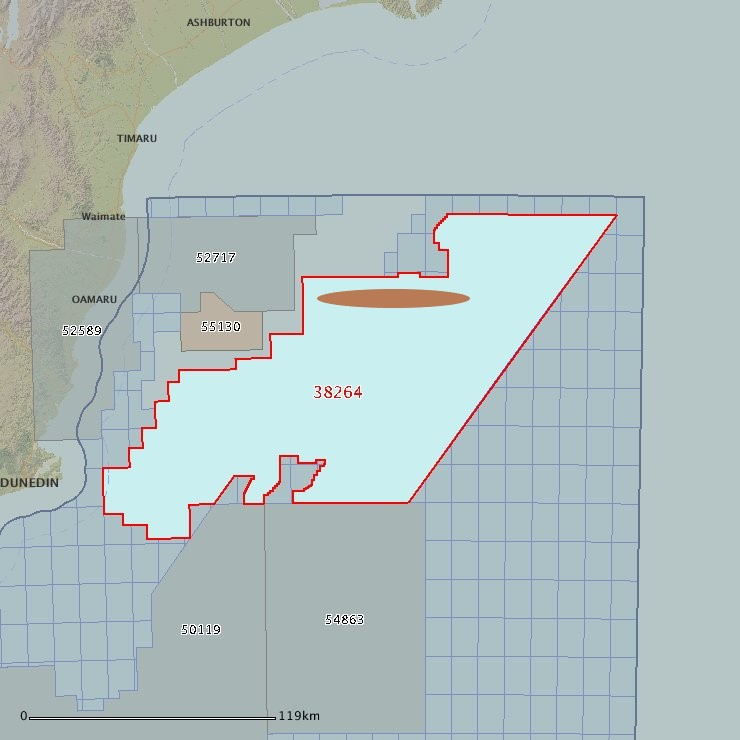 ASHBURTON
TIMARU
Waimate
52717
OAMARU
55130
52589
38264
DUNEDIN
54863
50119
0
119km